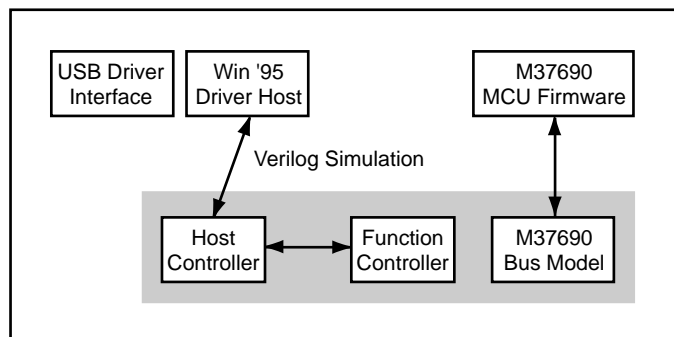 USB Driver
Interface
Win '95
Driver Host
M37690
MCU Firmware
Verilog Simulation
Host
Controller
Function
Controller
M37690
Bus Model